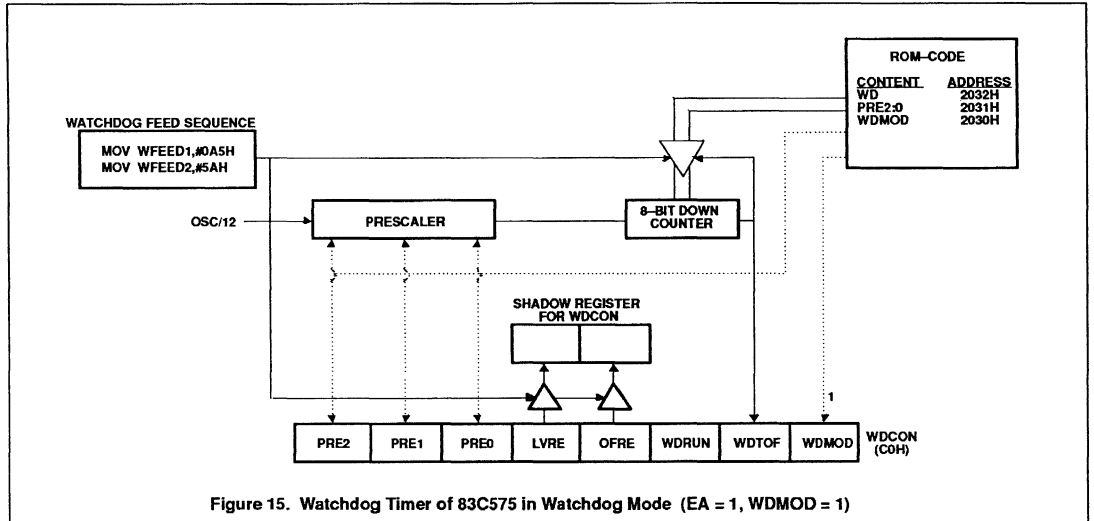 ROM–CODE
CONTENT ADDRESS
WD 2032H
PRE2:0 2031H
WDMOD 2030H
WATCHDOG FEED SEQUENCE
MOV WFEED1,#0A5H
MOV WFEED2,#5AH
OSC/12
PRESCALER
8–BIT DOWN
COUNTER
SHADOW REGISTER
FOR WDCON
1
PRE2 PRE1 PRE0 LVRE OFRE WDRUN WDTOF WDMOD
WDCON
(C0H)
Figure 15. Watchdog Timer of 83C575 in Watchdog Mode (EA = 1, WDMOD = 1)